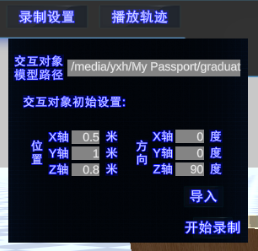 录制设置 播放轨迹
交互对象
模型路径 /media/yxh/My Passport/graduat
交互对象初始设置:
位置 X轴 0.5 米 方向 X轴 0 度
Y轴 1 米 Y轴 0 度
Z轴 0.8 米 Z轴 90 度
导入
开始录制